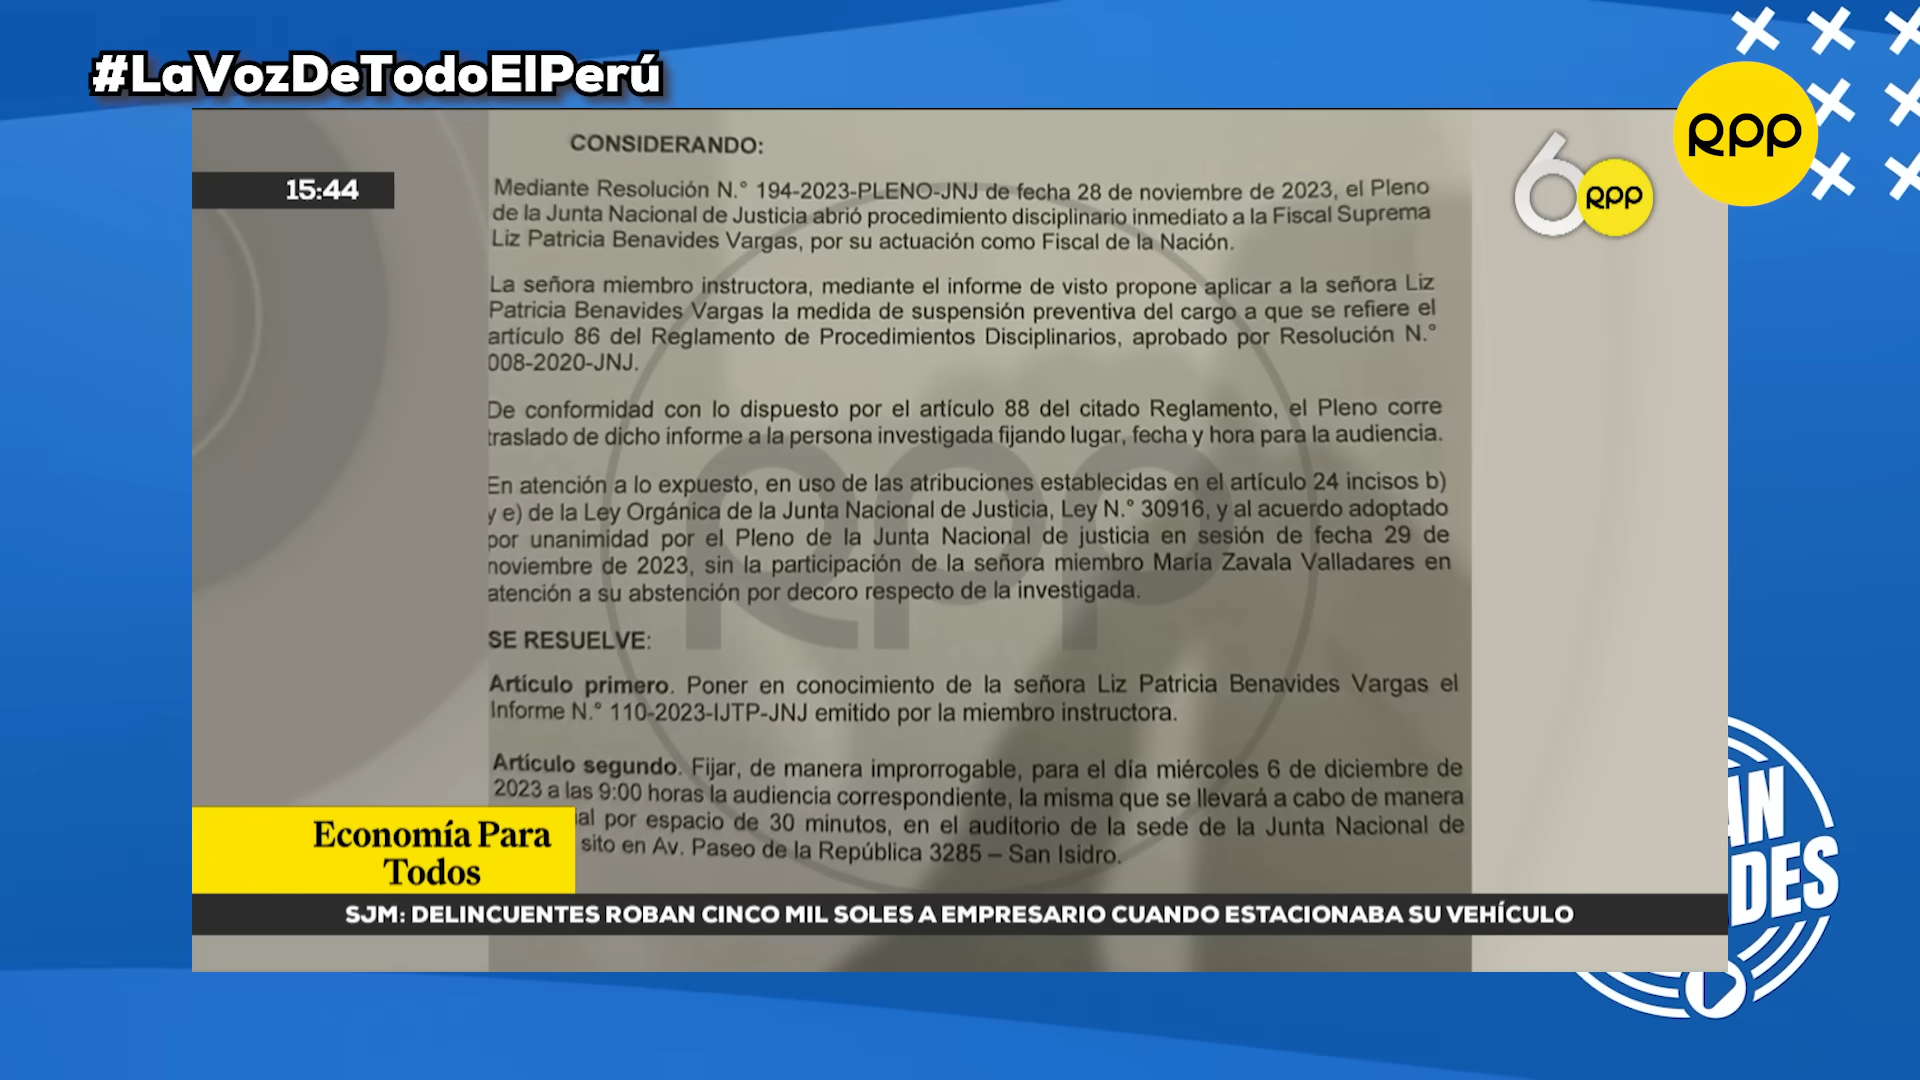 #LaVozDeTodoElPerú
RPP
6 RPP
15:44
CONSIDERANDO:
Mediante Resolución N.° 194-2023-PLENO-JNJ de fecha 28 de noviembre de 2023, el Pleno
de la Junta Nacional de Justicia abrió procedimiento disciplinario inmediato a la Fiscal Suprema
Liz Patricia Benavides Vargas, por su actuación como Fiscal de la Nación.
La señora miembro instructora, mediante el informe de visto propone aplicar a la señora Liz
Patricia Benavides Vargas la medida de suspensión preventiva del cargo a que se refiere el
artículo 86 del Reglamento de Procedimientos Disciplinarios, aprobado por Resolución N.°
008-2020-JNJ.
De conformidad con lo dispuesto por el artículo 88 del citado Reglamento, el Pleno corre
traslado de dicho informe a la persona investigada fijando lugar, fecha y hora para la audiencia.
En atención a lo expuesto, en uso de las atribuciones establecidas en el artículo 24 incisos b)
y e) de la Ley Orgánica de la Junta Nacional de Justicia, Ley N.° 30916, y al acuerdo adoptado
por unanimidad por el Pleno de la Junta Nacional de justicia en sesión de fecha 29 de
noviembre de 2023, sin la participación de la señora miembro María Zavala Valladares en
atención a su abstención por decoro respecto de la investigada.
SE RESUELVE:
Artículo primero. Poner en conocimiento de la señora Liz Patricia Benavides Vargas el
Informe N.° 110-2023-IJTP-JNJ emitido por la miembro instructora.
Artículo segundo. Fijar, de manera improrrogable, para el día miércoles 6 de diciembre de
2023 a las 9:00 horas la audiencia correspondiente, la misma que se llevará a cabo de manera
al por espacio de 30 minutos, en el auditorio de la sede de la Junta Nacional de
sito en Av. Paseo de la República 3285 – San Isidro.
RPP
Economía Para
Todos
SJM: DELINCUENTES ROBAN CINCO MIL SOLES A EMPRESARIO CUANDO ESTACIONABA SU VEHÍCULO